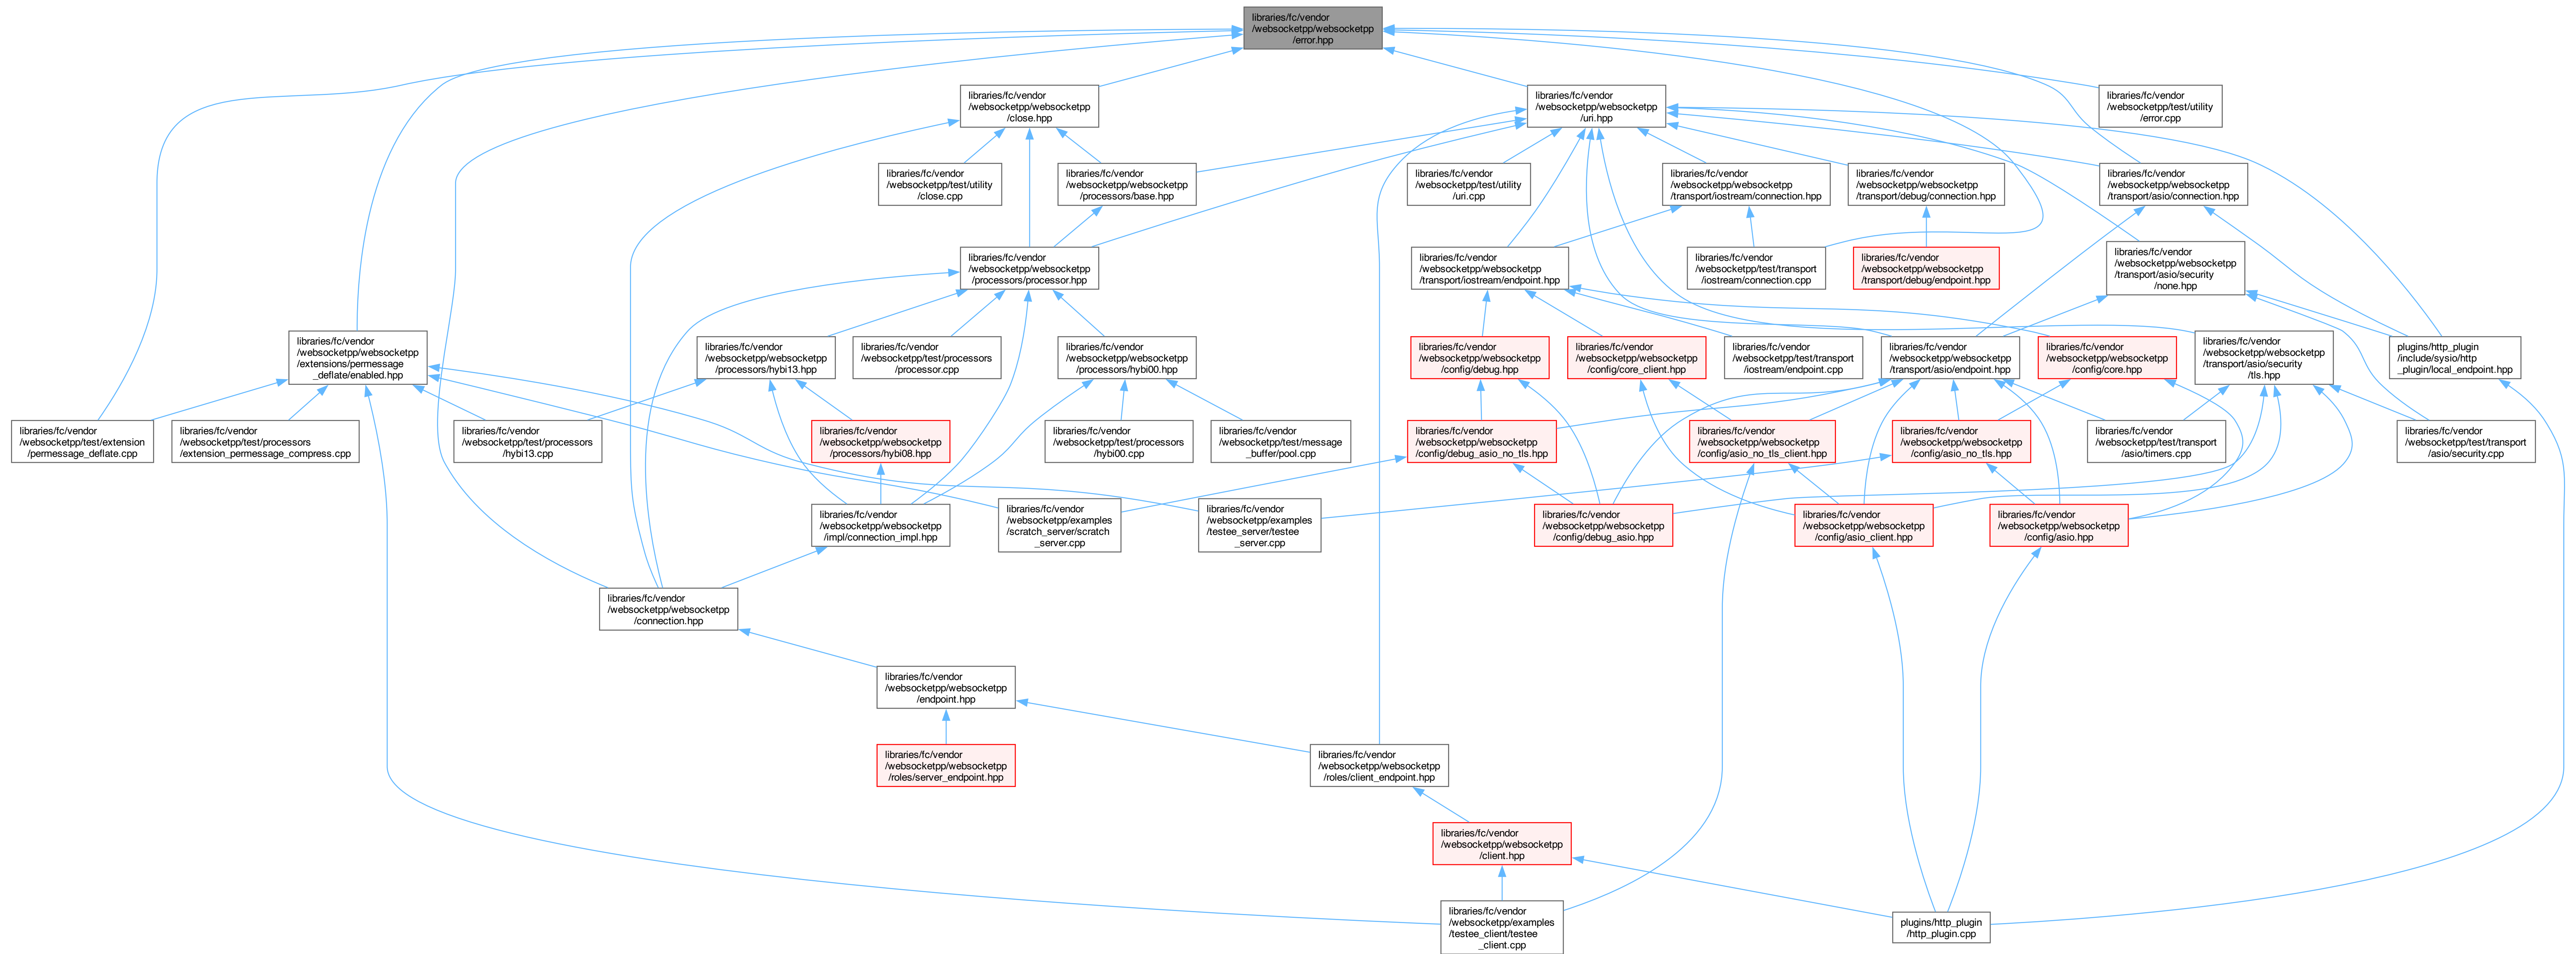 libraries/fc/vendor
/websocketpp/websocketpp
/error.hpp
libraries/fc/vendor
/websocketpp/websocketpp
/close.hpp
libraries/fc/vendor
/websocketpp/websocketpp
/uri.hpp
libraries/fc/vendor
/websocketpp/test/utility
/error.cpp
libraries/fc/vendor
/websocketpp/test/utility
/close.cpp
libraries/fc/vendor
/websocketpp/websocketpp
/processors/base.hpp
libraries/fc/vendor
/websocketpp/test/utility
/uri.cpp
libraries/fc/vendor
/websocketpp/websocketpp
/transport/iostream/connection.hpp
libraries/fc/vendor
/websocketpp/websocketpp
/transport/debug/connection.hpp
libraries/fc/vendor
/websocketpp/websocketpp
/transport/asio/connection.hpp
libraries/fc/vendor
/websocketpp/websocketpp
/processors/processor.hpp
libraries/fc/vendor
/websocketpp/websocketpp
/transport/iostream/endpoint.hpp
libraries/fc/vendor
/websocketpp/test/transport
/iostream/connection.cpp
libraries/fc/vendor
/websocketpp/websocketpp
/transport/debug/endpoint.hpp
libraries/fc/vendor
/websocketpp/websocketpp
/transport/asio/security
/none.hpp
libraries/fc/vendor
/websocketpp/websocketpp
/extensions/permessage
_deflate/enabled.hpp
libraries/fc/vendor
/websocketpp/websocketpp
/processors/hybi13.hpp
libraries/fc/vendor
/websocketpp/test/processors
/processor.cpp
libraries/fc/vendor
/websocketpp/websocketpp
/processors/hybi00.hpp
libraries/fc/vendor
/websocketpp/websocketpp
/config/debug.hpp
libraries/fc/vendor
/websocketpp/websocketpp
/config/core_client.hpp
libraries/fc/vendor
/websocketpp/test/transport
/iostream/endpoint.cpp
libraries/fc/vendor
/websocketpp/websocketpp
/transport/asio/endpoint.hpp
libraries/fc/vendor
/websocketpp/websocketpp
/config/core.hpp
libraries/fc/vendor
/websocketpp/websocketpp
/transport/asio/security
/tls.hpp
plugins/http_plugin
/include/sysio/http
_plugin/local_endpoint.hpp
libraries/fc/vendor
/websocketpp/test/extension
/permessage_deflate.cpp
libraries/fc/vendor
/websocketpp/test/processors
/extension_permessage_compress.cpp
libraries/fc/vendor
/websocketpp/test/processors
/hybi13.cpp
libraries/fc/vendor
/websocketpp/websocketpp
/processors/hybi08.hpp
libraries/fc/vendor
/websocketpp/test/processors
/hybi00.cpp
libraries/fc/vendor
/websocketpp/test/message
_buffer/pool.cpp
libraries/fc/vendor
/websocketpp/websocketpp
/config/debug_asio_no_tls.hpp
libraries/fc/vendor
/websocketpp/websocketpp
/config/asio_no_tls_client.hpp
libraries/fc/vendor
/websocketpp/websocketpp
/config/asio_no_tls.hpp
libraries/fc/vendor
/websocketpp/test/transport
/asio/timers.cpp
libraries/fc/vendor
/websocketpp/test/transport
/asio/security.cpp
libraries/fc/vendor
/websocketpp/websocketpp
/impl/connection_impl.hpp
libraries/fc/vendor
/websocketpp/examples
/scratch_server/scratch
_server.cpp
libraries/fc/vendor
/websocketpp/examples
/testee_server/testee
_server.cpp
libraries/fc/vendor
/websocketpp/websocketpp
/config/debug_asio.hpp
libraries/fc/vendor
/websocketpp/websocketpp
/config/asio_client.hpp
libraries/fc/vendor
/websocketpp/websocketpp
/config/asio.hpp
libraries/fc/vendor
/websocketpp/websocketpp
/connection.hpp
libraries/fc/vendor
/websocketpp/websocketpp
/endpoint.hpp
libraries/fc/vendor
/websocketpp/websocketpp
/roles/server_endpoint.hpp
libraries/fc/vendor
/websocketpp/websocketpp
/roles/client_endpoint.hpp
libraries/fc/vendor
/websocketpp/websocketpp
/client.hpp
libraries/fc/vendor
/websocketpp/examples
/testee_client/testee
_client.cpp
plugins/http_plugin
/http_plugin.cpp